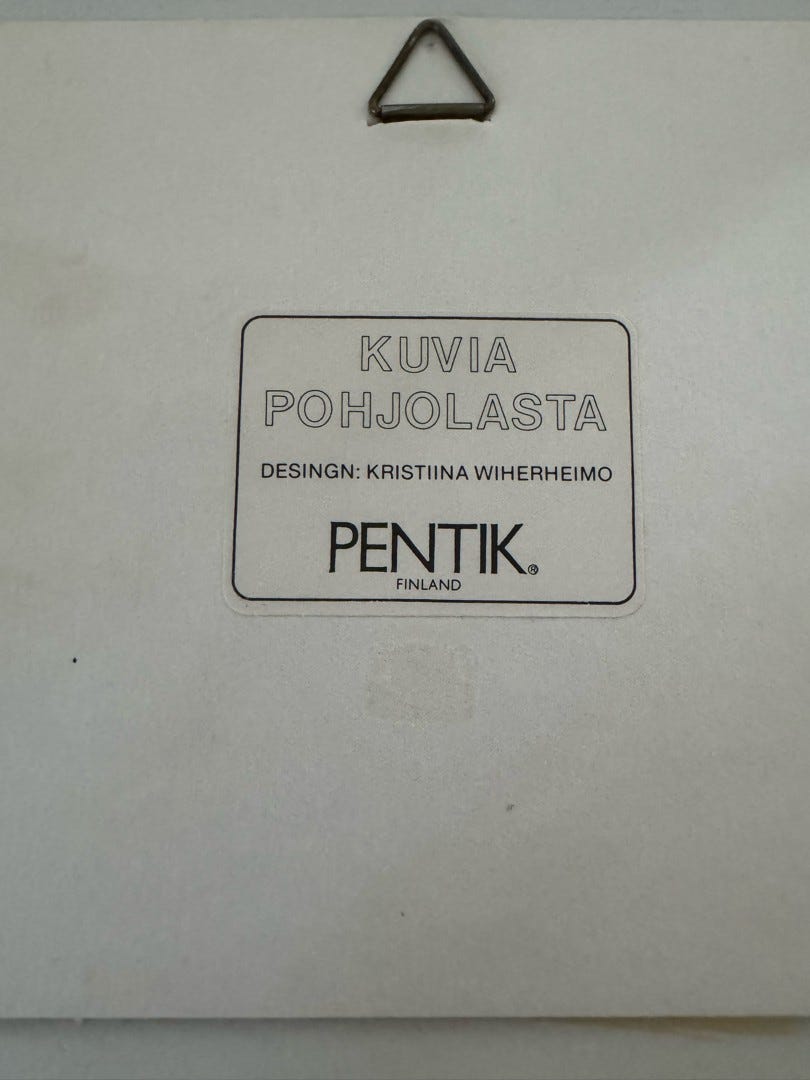 KUVIA
POHJOLASTA
DESINGN: KRISTIINA WIHERHEIMO
PENTIK®
FINLAND